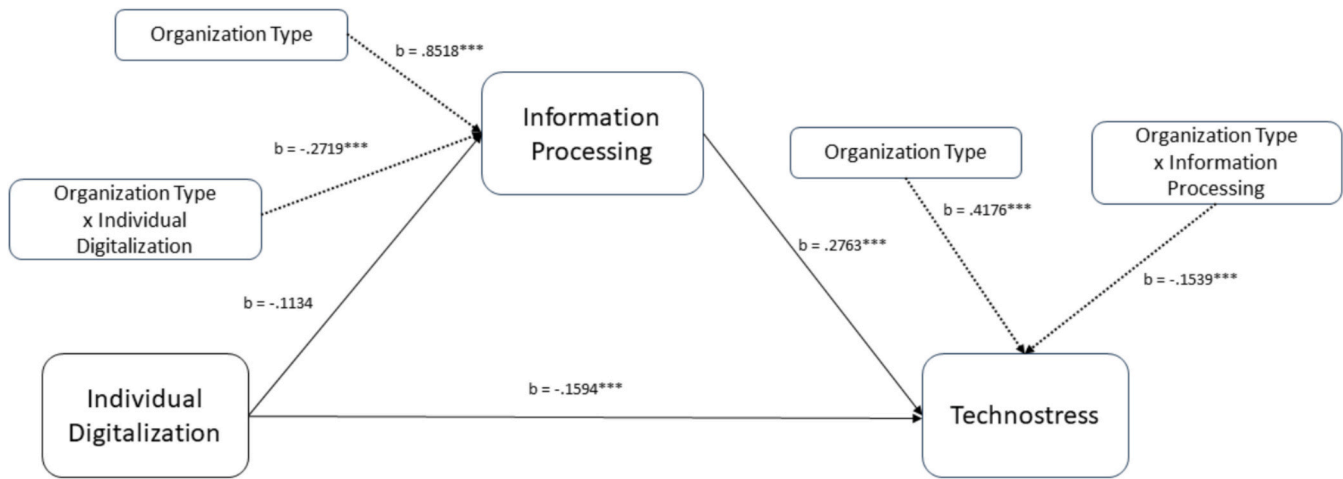 Organization Type
b = .8518***
Information
Processing
b = -.2719***
Organization Type
x Individual
Digitalization
Organization Type
Organization Type
x Information
Processing
b = .4176***
b = .2763***
b = -.1539***
b = -.1134
Individual
Digitalization
b = -.1594***
Technostress